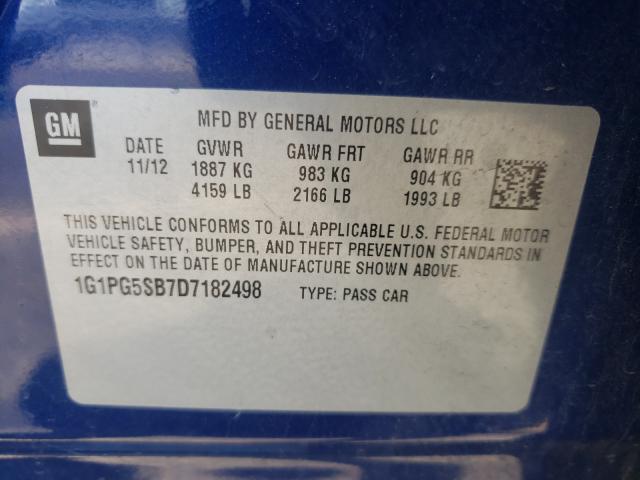 GM
MFD BY GENERAL MOTORS LLC
DATE GVWR GAWR FRT GAWR RR
11/12 1887 KG 983 KG 904 KG
4159 LB 2166 LB 1993 LB
THIS VEHICLE CONFORMS TO ALL APPLICABLE U.S. FEDERAL MOTOR
VEHICLE SAFETY, BUMPER, AND THEFT PREVENTION STANDARDS IN
EFFECT ON THE DATE OF MANUFACTURE SHOWN ABOVE.
1G1PG5SB7D7182498 TYPE: PASS CAR